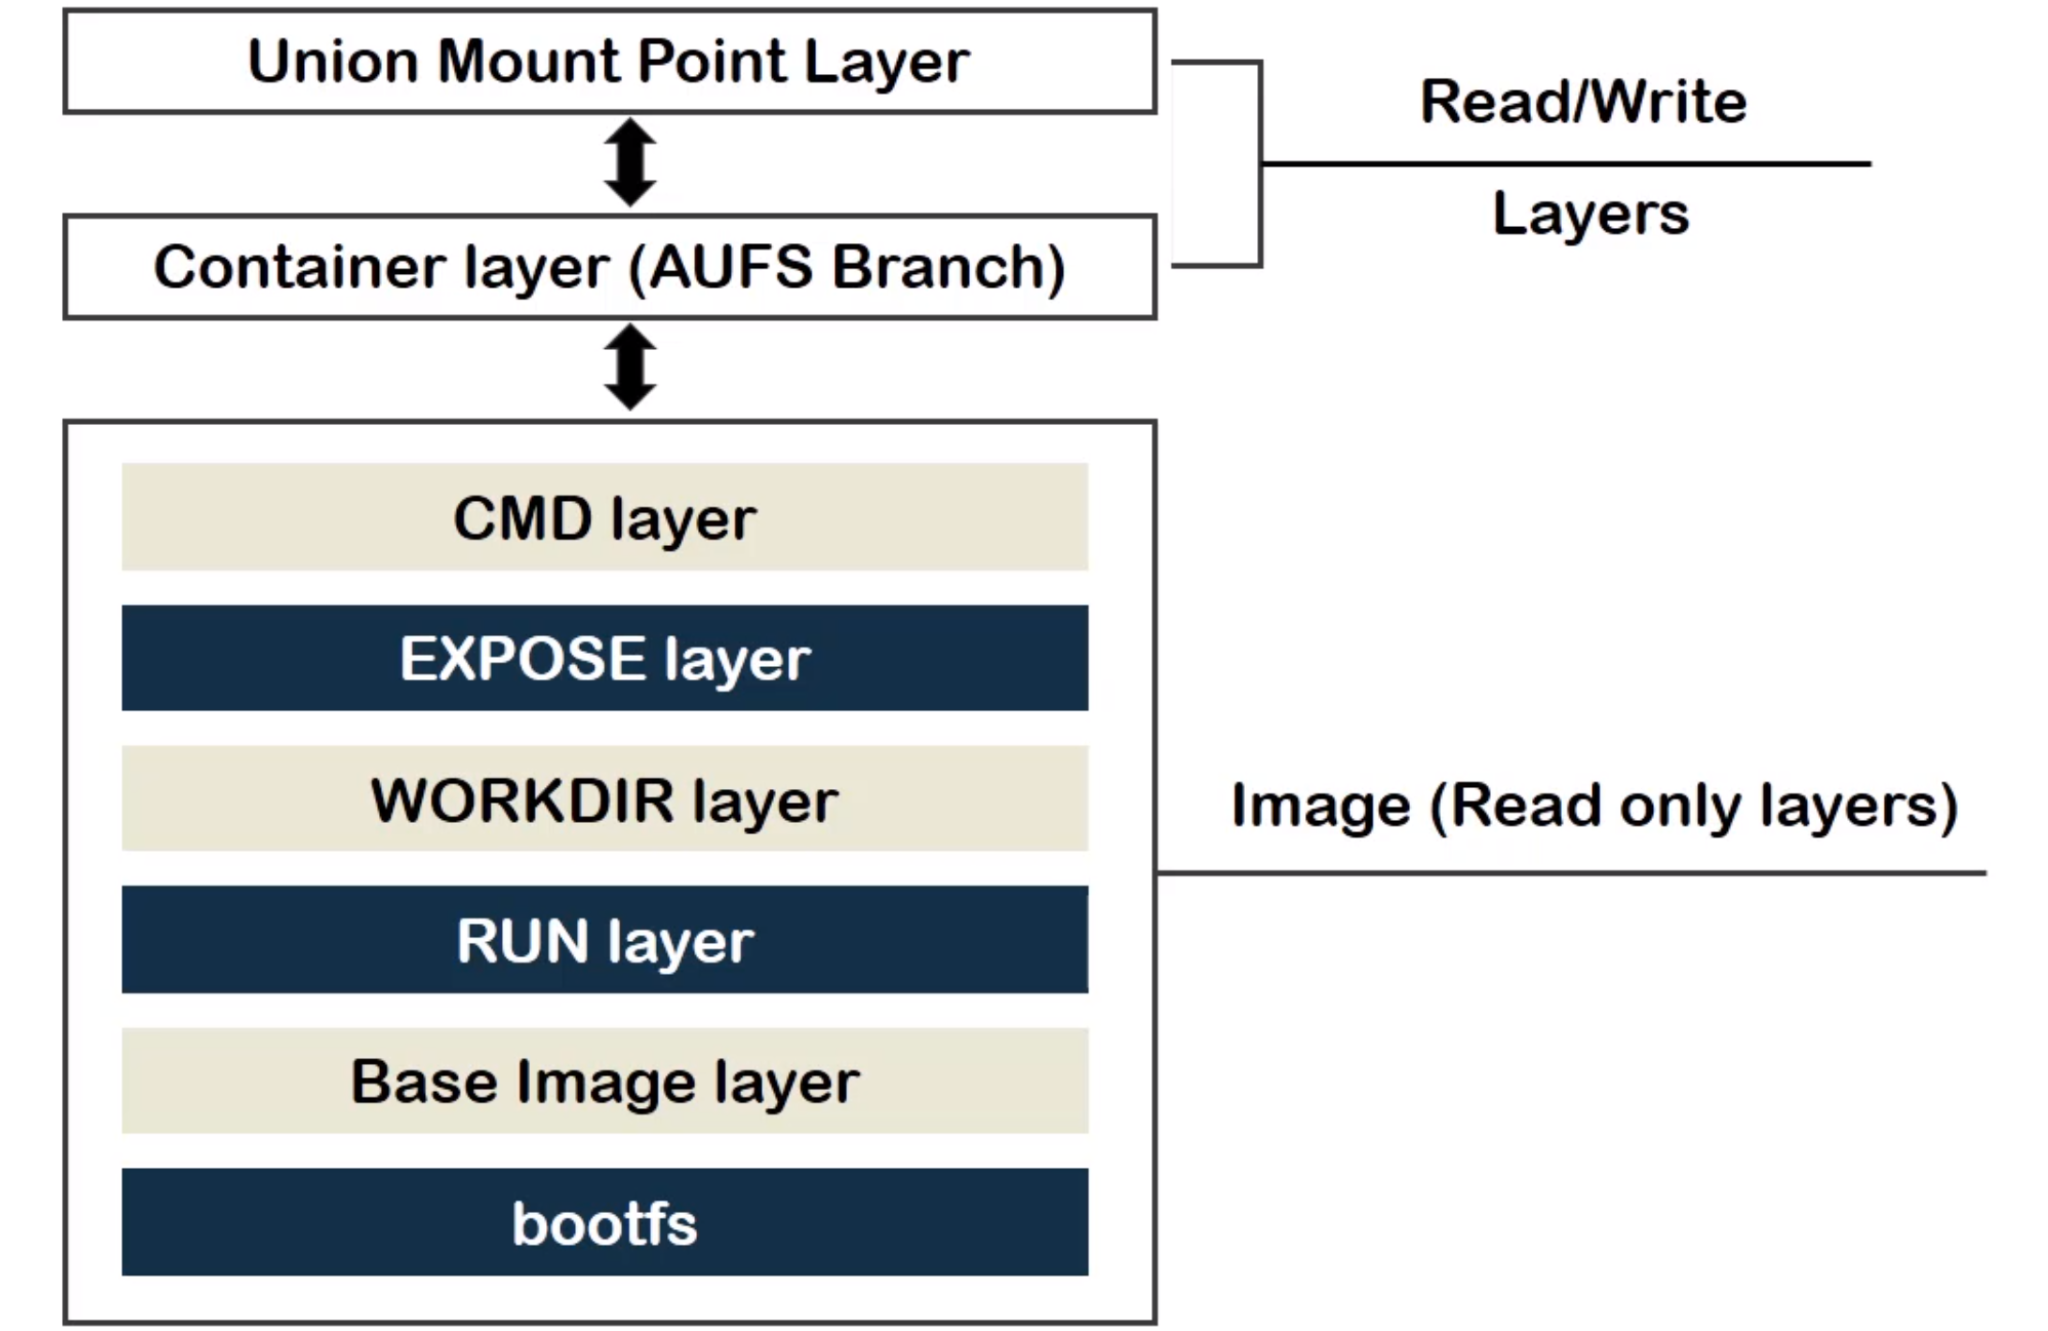 Union Mount Point Layer
Read/Write
Layers
Container layer (AUFS Branch)
CMD layer
EXPOSE layer
WORKDIR layer
Image (Read only layers)
RUN layer
Base Image layer
bootfs